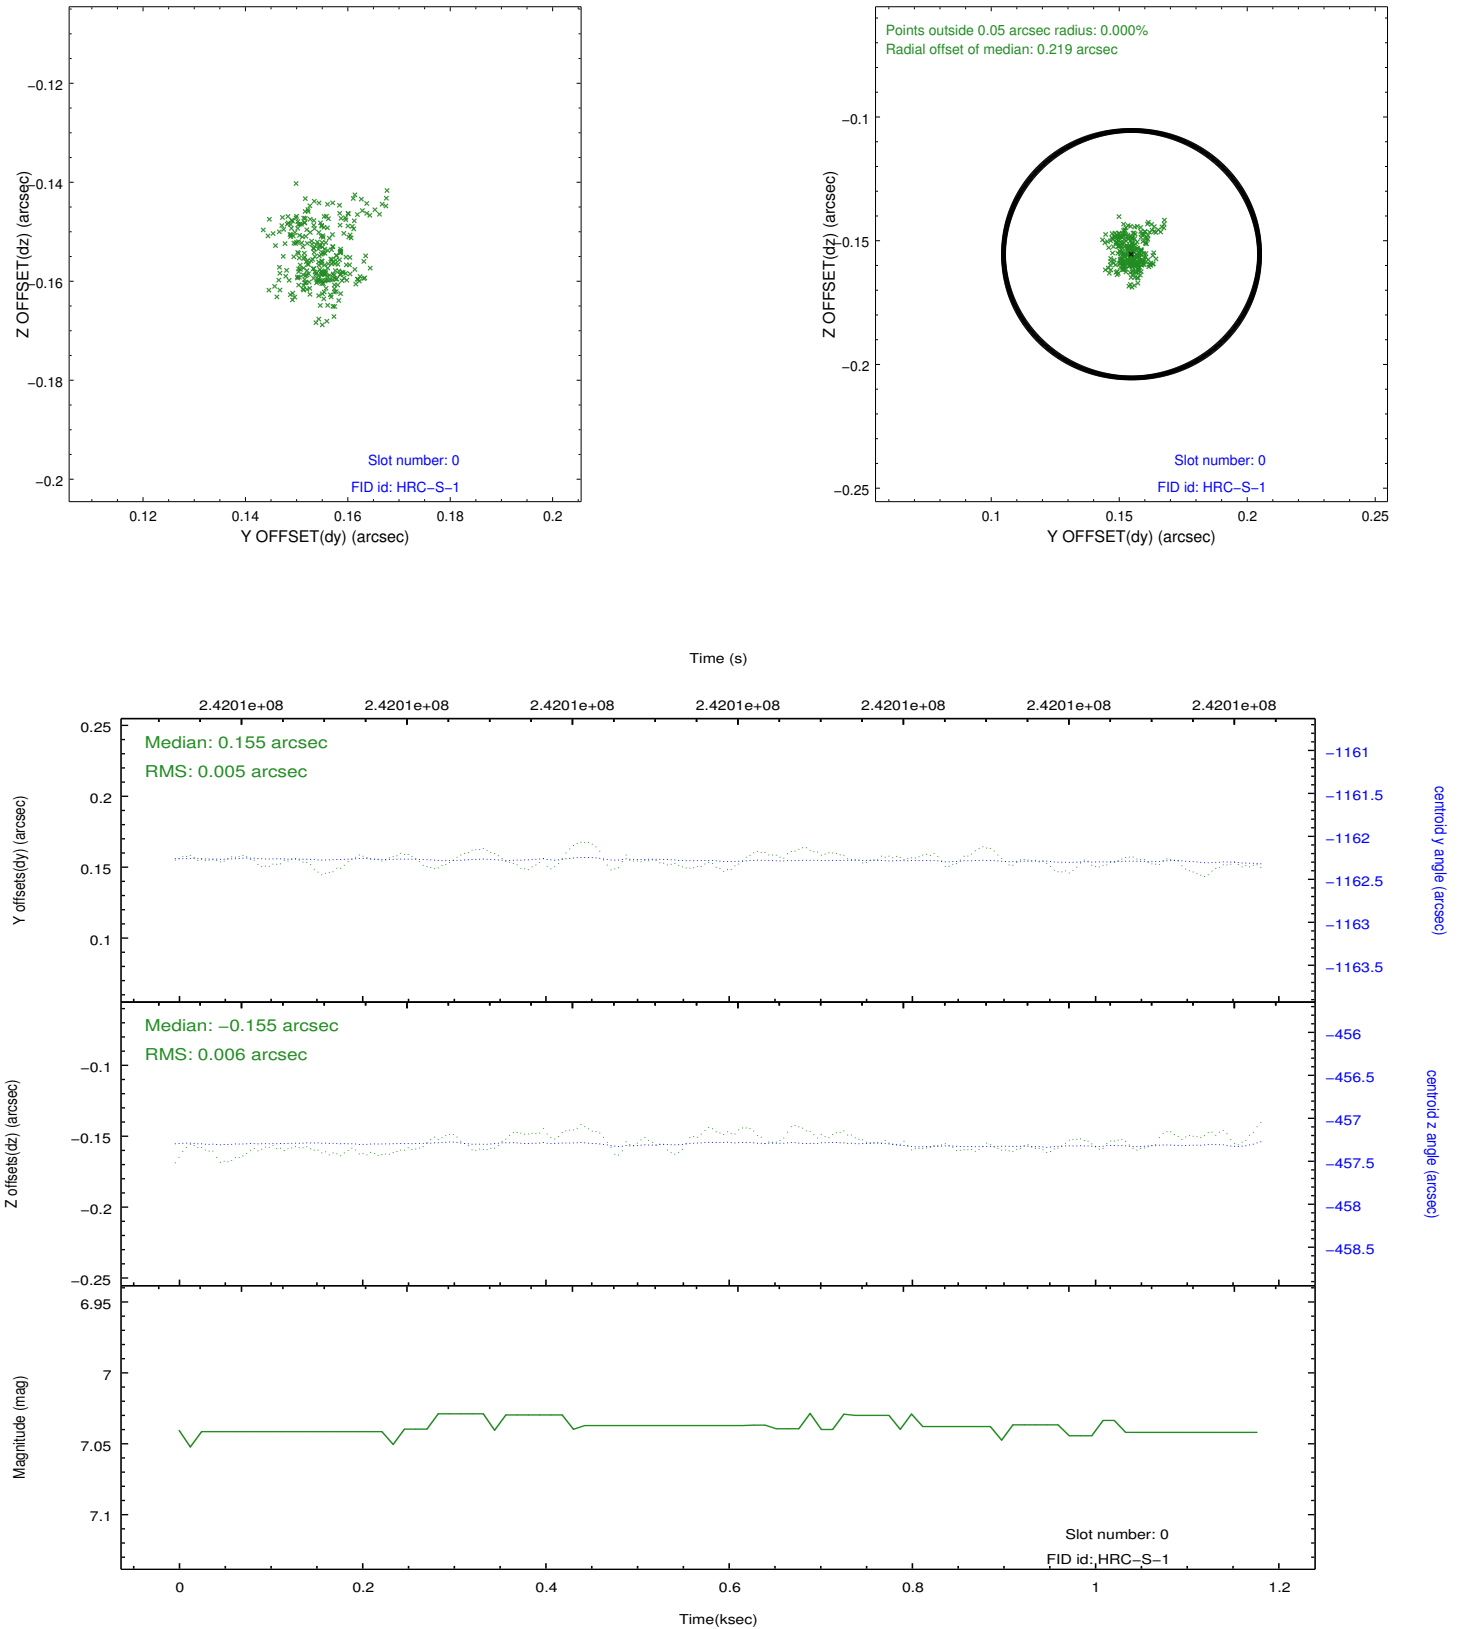 −0.12
−0.14
−0.16
−0.18
−0.2
Z OFFSET(dz) (arcsec)
Slot number: 0
FID id: HRC−S−1
0.12 0.14 0.16 0.18 0.2
Y OFFSET(dy) (arcsec)
Points outside 0.05 arcsec radius: 0.000%
Radial offset of median: 0.219 arcsec
−0.1
−0.15
−0.2
−0.25
Z OFFSET(dz) (arcsec)
Slot number: 0
FID id: HRC−S−1
0.1 0.15 0.2 0.25
Y OFFSET(dy) (arcsec)
Time (s)
2.4201e+08 2.4201e+08 2.4201e+08 2.4201e+08 2.4201e+08 2.4201e+08 2.4201e+08
Median: 0.155 arcsec
RMS: 0.005 arcsec
0.25
0.2
0.15
0.1
Y offsets(dy) (arcsec)
−1161
−1161.5
−1162
−1162.5
−1163
−1163.5
centroid y angle (arcsec)
Median: −0.155 arcsec
RMS: 0.006 arcsec
−0.1
−0.15
−0.2
−0.25
Z offsets(dz) (arcsec)
−456
−456.5
−457
−457.5
−458
−458.5
centroid z angle (arcsec)
6.95
7
7.05
7.1
Magnitude (mag)
Slot number: 0
FID id: HRC−S−1
0 0.2 0.4 0.6 0.8 1 1.2
Time(ksec)